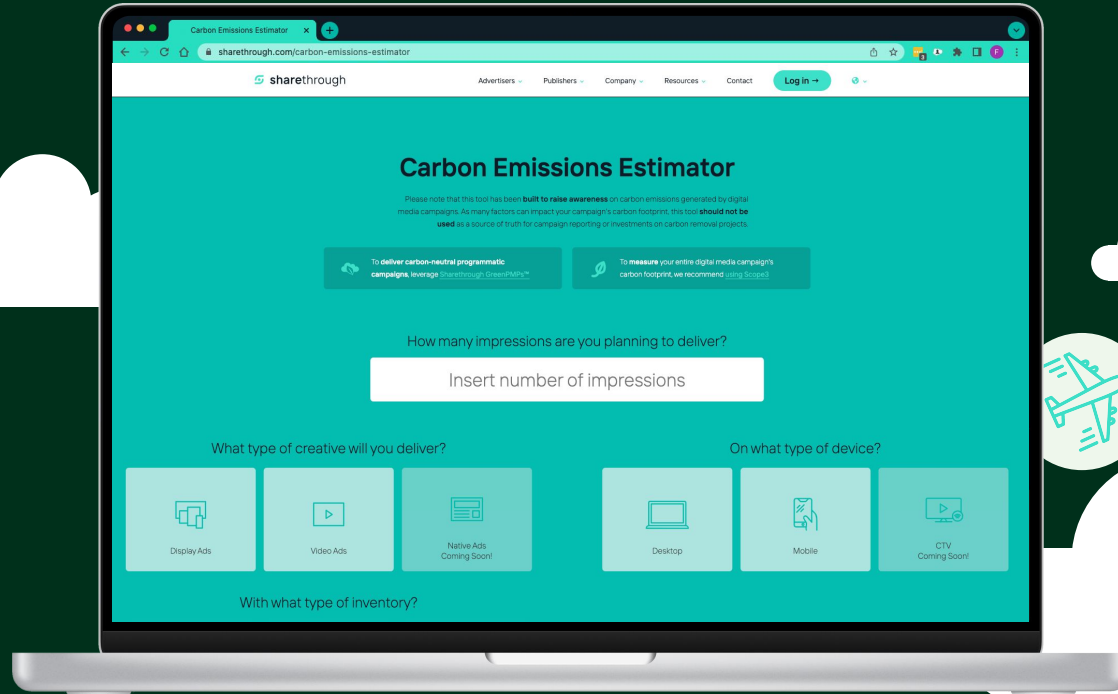 Carbon Emissions Estimator
sharethrough.com/carbon-emissions-estimator
3
F
sharethrough
Advertisers
Publishers
Company
Resources
Contact
Log in →
Carbon Emissions Estimator
Please note that this tool has been built to raise awareness on carbon emissions generated by digital
media campaigns. As many factors can impact your campaign's carbon footprint, this tool should not be
used as a source of truth for campaign reporting or investments on carbon removal projects.
To deliver carbon-neutral programmatic
campaigns, leverage Sharethrough GreenPMPs™
To measure your entire digital media campaign's
carbon footprint, we recommend using Scope3
How many impressions are you planning to deliver?
Insert number of impressions
What type of creative will you deliver?
Display Ads
Video Ads
Native Ads
Coming Soon!
On what type of device?
Desktop
Mobile
CTV
Coming Soon!
With what type of inventory?